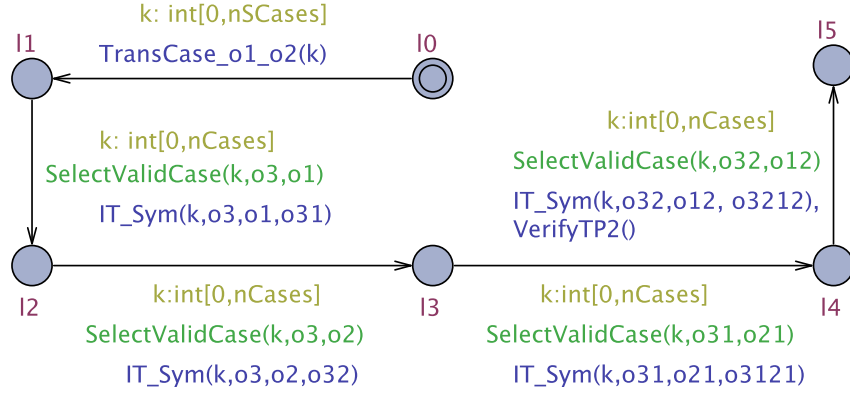 k: int[0,nSCases]
l1
TransCase_o1_o2(k)
l0
l5
k: int[0,nCases]
SelectValidCase(k,o3,o1)
IT_Sym(k,o3,o1,o31)
k:int[0,nCases]
SelectValidCase(k,o32,o12)
IT_Sym(k,o32,o12, o3212),
VerifyTP2()
l2
k:int[0,nCases]
SelectValidCase(k,o3,o2)
IT_Sym(k,o3,o2,o32)
l3
k:int[0,nCases]
SelectValidCase(k,o31,o21)
IT_Sym(k,o31,o21,o3121)
l4